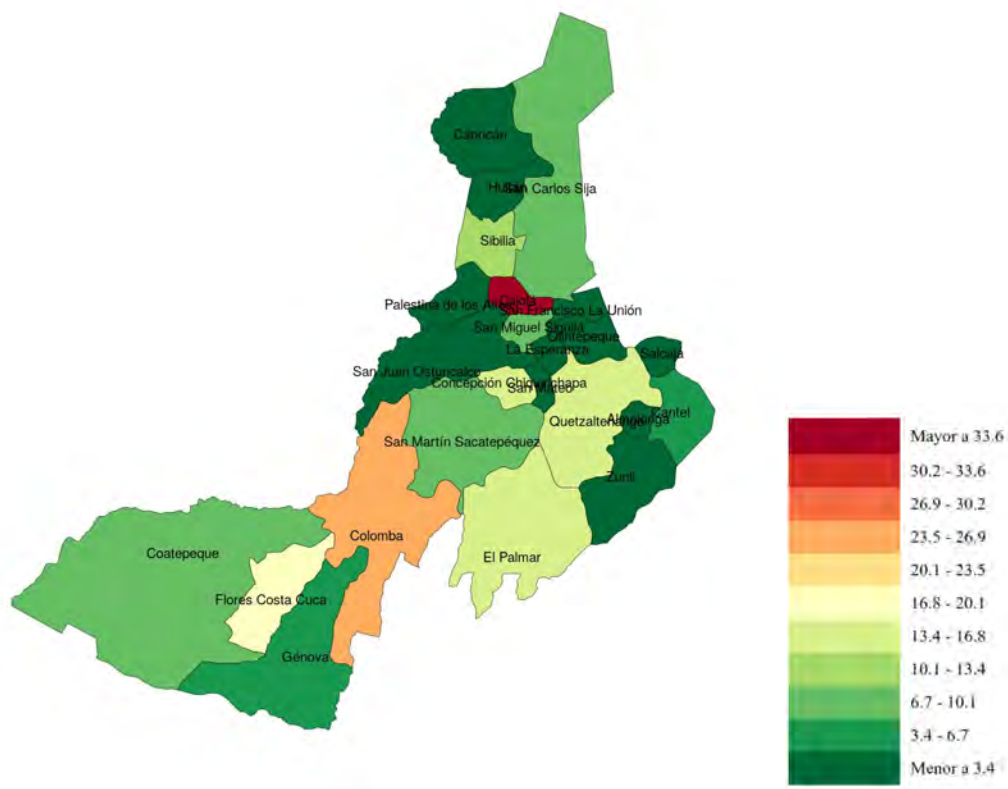 Cabricán
San Carlos Sija
Sibilia
Cajolá
Palestina de los Altos
San Francisco La Unión
San Miguel Sigüilá
Olintepeque
La Esperanza
Salcajá
San Juan Ostuncalco
Concepción Chiquirichapa
San Mateo
Cantel
Quetzaltenango
Almolonga
San Martín Sacatepéquez
Zunil
Colomba
Coatepeque
El Palmar
Flores Costa Cuca
Génova
Mayor a 33.6
30.2 - 33.6
26.9 - 30.2
23.5 - 26.9
20.1 - 23.5
16.8 - 20.1
13.4 - 16.8
10.1 - 13.4
6.7 - 10.1
3.4 - 6.7
Menor a 3.4